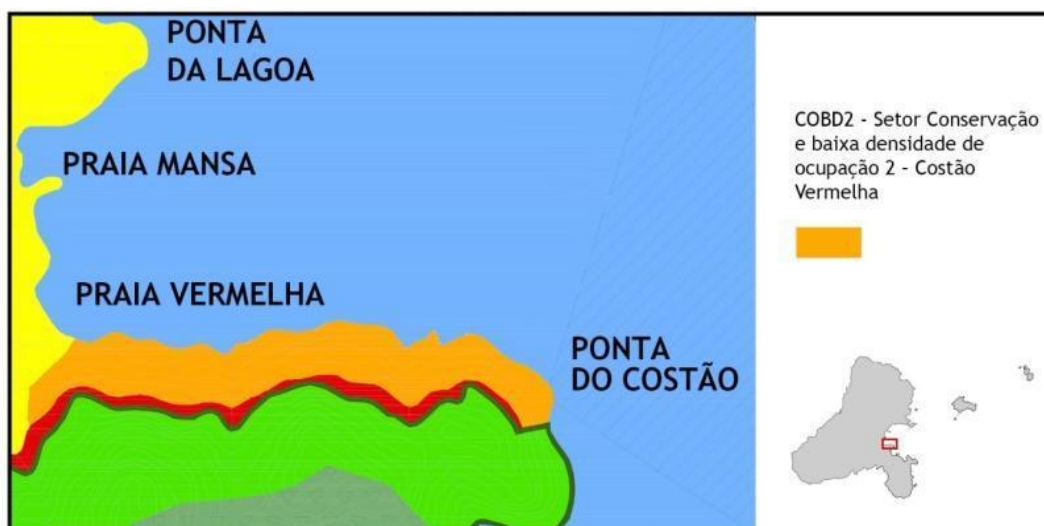 PONTA
DA LAGOA
PRAIA MANSA
PRAIA VERMELHA
PONTA
DO COSTÃO
COBD2 - Setor Conservação
e baixa densidade de
ocupação 2 - Costão
Vermelha